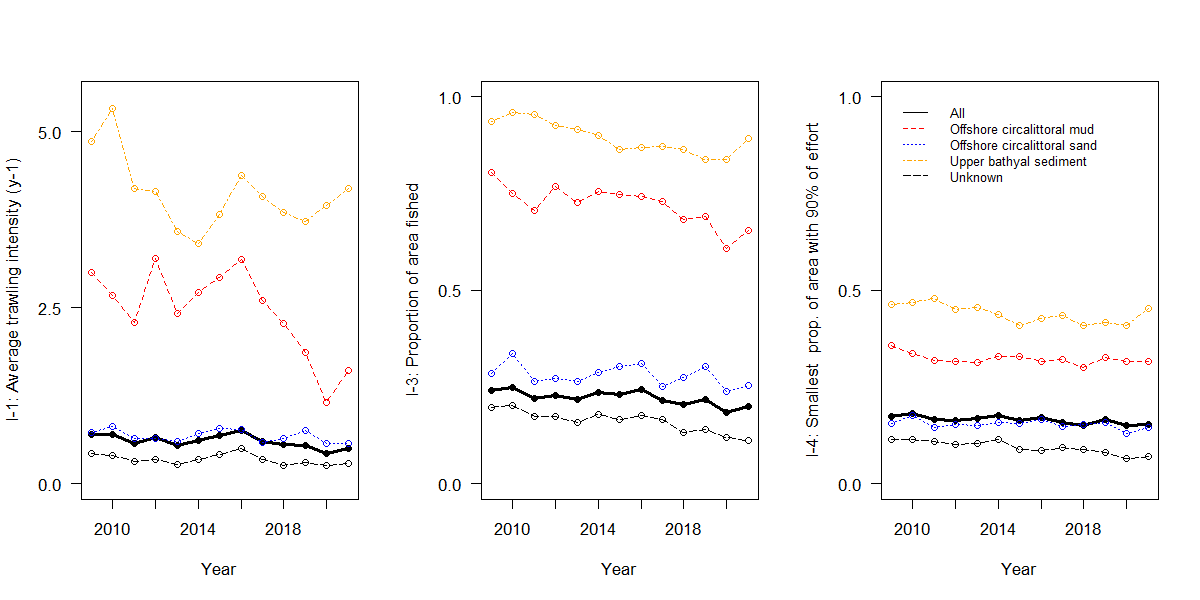 I-1: Average trawling intensity (y-1)
5.0
2.5
0.0
2010 2014 2018
Year
I-3: Proportion of area fished
1.0
0.5
0.0
2010 2014 2018
Year
I-4: Smallest prop. of area with 90% of effort
1.0
0.5
0.0
2010 2014 2018
Year
All
Offshore circalittoral mud
Offshore circalittoral sand
Upper bathyal sediment
Unknown